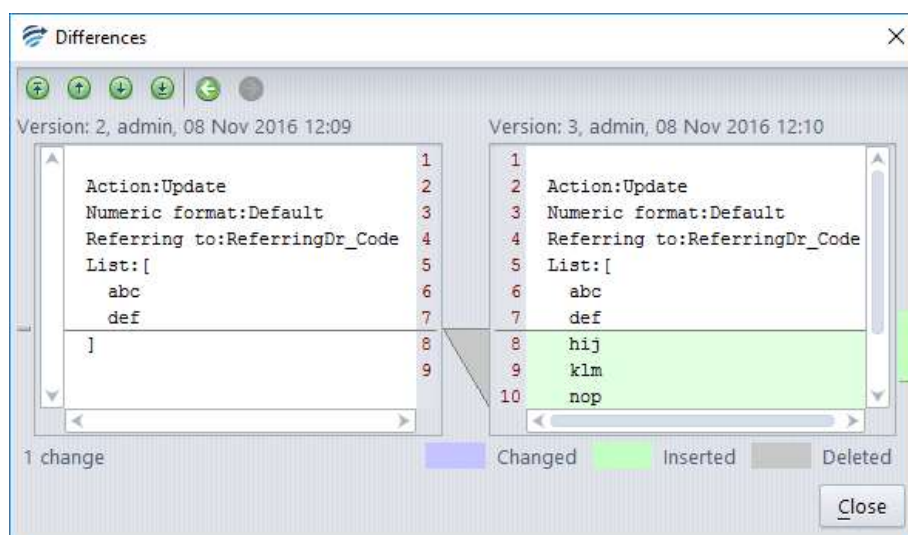 Differences
Version: 2, admin, 08 Nov 2016 12:09
1
Action:Update 2
Numeric format:Default 3
Referring to:ReferringDr_Code 4
List:[ 5
abc 6
def 7
] 8
9
Version: 3, admin, 08 Nov 2016 12:10
1
2 Action:Update
3 Numeric format:Default
4 Referring to:ReferringDr_Code
5 List:[
6 abc
7 def
8 hij
9 klm
10 nop
1 change
Changed Inserted Deleted
Close